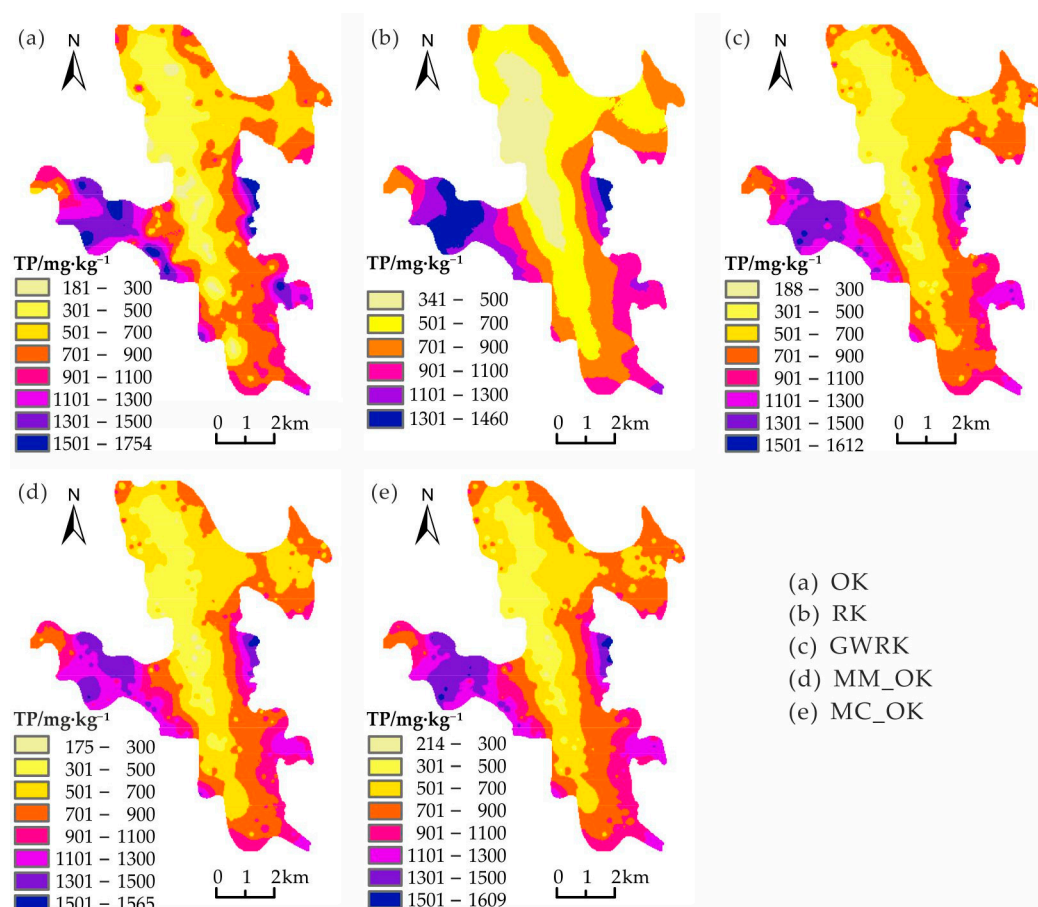 (a) N
TP/mg·kg⁻¹
181 – 300
301 – 500
501 – 700
701 – 900
901 – 1100
1101 – 1300
1301 – 1500
1501 – 1754
0 1 2km
(b) N
TP/mg·kg⁻¹
341 – 500
501 – 700
701 – 900
901 – 1100
1101 – 1300
1301 – 1460
0 1 2km
(c) N
TP/mg·kg⁻¹
188 – 300
301 – 500
501 – 700
701 – 900
901 – 1100
1101 – 1300
1301 – 1500
1501 – 1612
0 1 2km
(d) N
TP/mg·kg⁻¹
175 – 300
301 – 500
501 – 700
701 – 900
901 – 1100
1101 – 1300
1301 – 1500
1501 – 1565
0 1 2km
(e) N
TP/mg·kg⁻¹
214 – 300
301 – 500
501 – 700
701 – 900
901 – 1100
1101 – 1300
1301 – 1500
1501 – 1609
0 1 2km
(a) OK
(b) RK
(c) GWRK
(d) MM_OK
(e) MC_OK